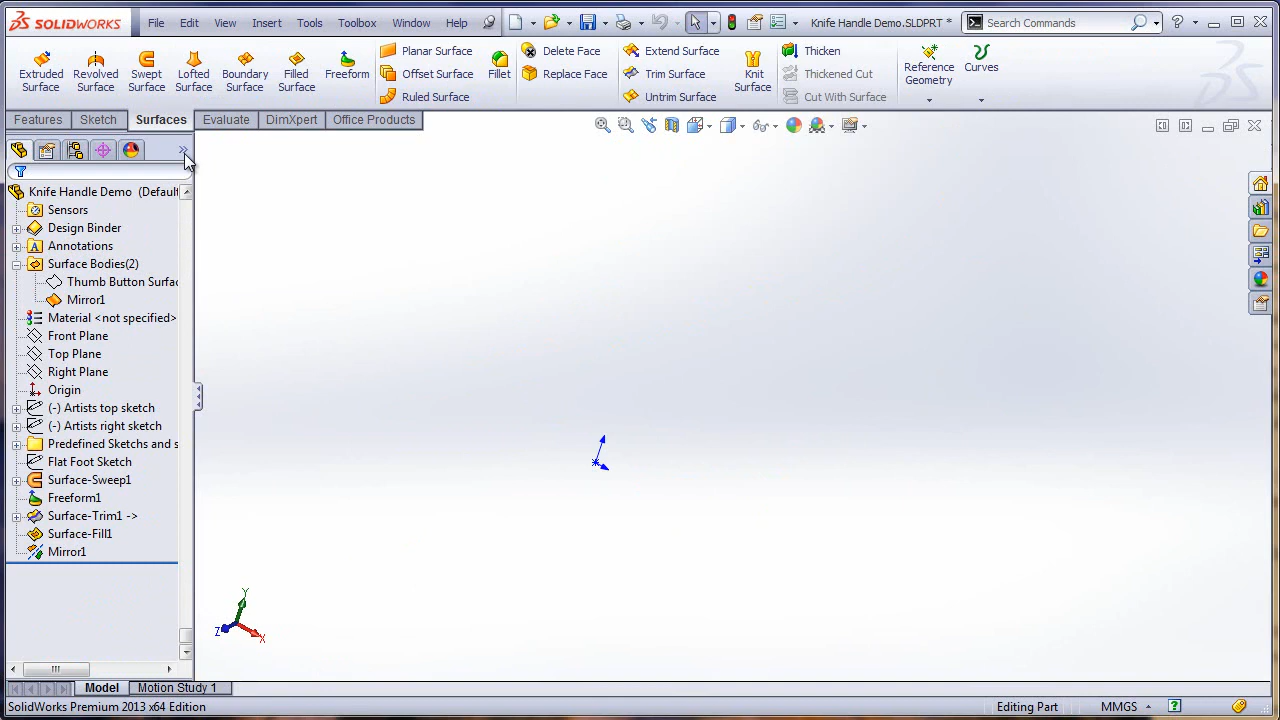 SOLIDWORKS File Edit View Insert Tools Toolbox Window Help Knife Handle Demo.SLDPRT * Search Commands
Extruded Surface
Revolved Surface
Swept Surface
Lofted Surface
Boundary Surface
Filled Surface
Freeform
Planar Surface
Offset Surface
Ruled Surface
Fillet
Delete Face
Replace Face
Extend Surface
Trim Surface
Untrim Surface
Knit Surface
Thicken
Thickened Cut
Cut With Surface
Reference Geometry
Curves
Features Sketch Surfaces Evaluate DimXpert Office Products
Knife Handle Demo (Default
Sensors
Design Binder
A Annotations
Surface Bodies(2)
Thumb Button Surfac
Mirror1
Material <not specified>
Front Plane
Top Plane
Right Plane
Origin
(-) Artists top sketch
(-) Artists right sketch
Predefined Sketchs and s
Flat Foot Sketch
Surface-Sweep1
Freeform1
Surface-Trim1 ->
Surface-Fill1
Mirror1
Y
Z X
Model Motion Study 1
SolidWorks Premium 2013 x64 Edition Editing Part MMGS ?